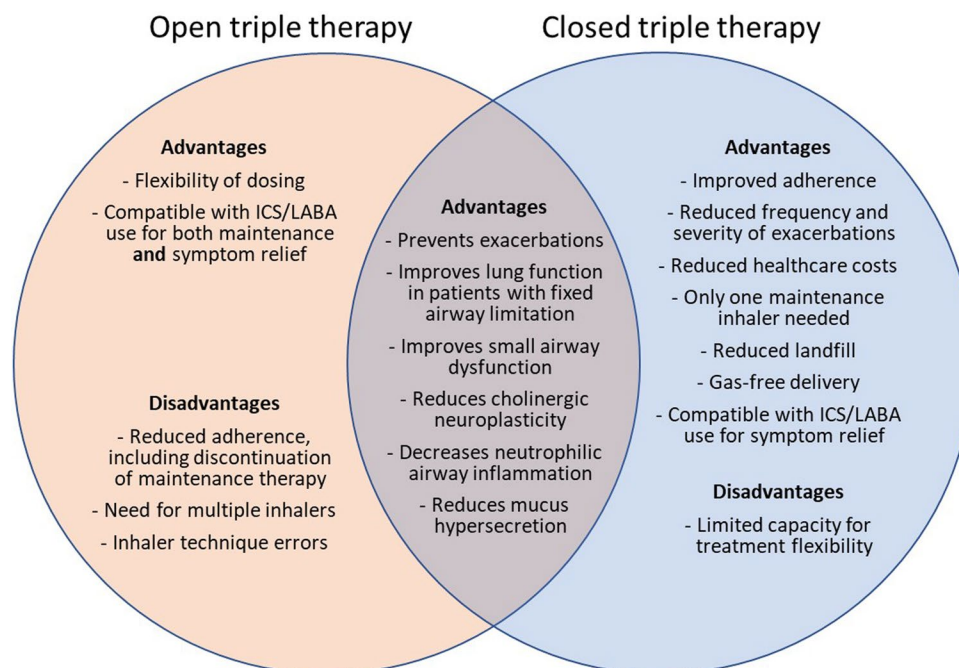 Open triple therapy
Closed triple therapy
Advantages
- Flexibility of dosing
- Compatible with ICS/LABA
use for both maintenance
and symptom relief
Disadvantages
- Reduced adherence,
including discontinuation
of maintenance therapy
- Need for multiple inhalers
- Inhaler technique errors
Advantages
- Prevents exacerbations
- Improves lung function
in patients with fixed
airway limitation
- Improves small airway
dysfunction
- Reduces cholinergic
neuroplasticity
- Decreases neutrophilic
airway inflammation
- Reduces mucus
hypersecretion
Advantages
- Improved adherence
- Reduced frequency and
severity of exacerbations
- Reduced healthcare costs
- Only one maintenance
inhaler needed
- Reduced landfill
- Gas-free delivery
- Compatible with ICS/LABA
use for symptom relief
Disadvantages
- Limited capacity for
treatment flexibility